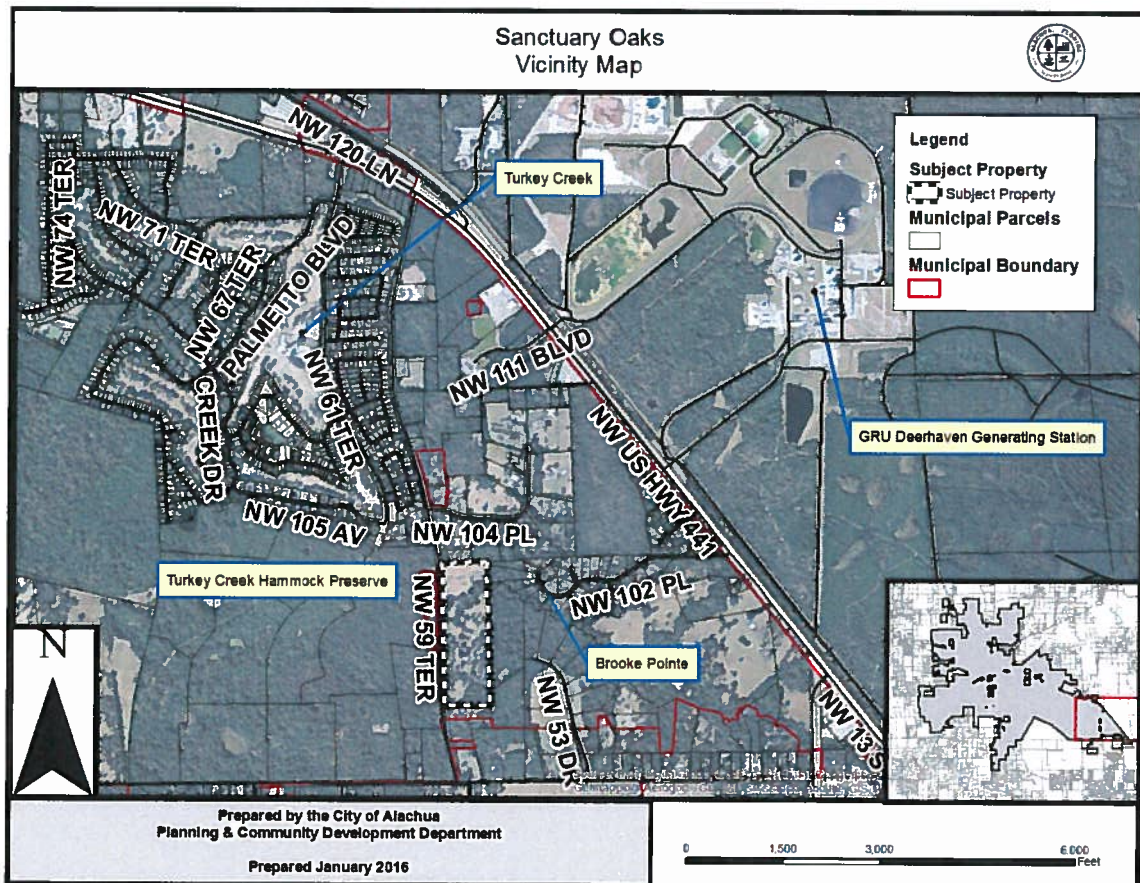 Sanctuary Oaks
Vicinity Map
NW 120 LN
Turkey Creek
NW 74 TER
NW 71 TER
NW 67 TER
PALMETTO BLVD
CREEK DR
NW 61 TER
NW 111 BLVD
NW US HWY 441
GRU Deerhaven Generating Station
NW 105 AV
NW 104 PL
Turkey Creek Hammock Preserve
NW 59 TER
NW 102 PL
Brooke Pointe
NW 53 DR
NW 13 S
Legend
Subject Property
Subject Property
Municipal Parcels
Municipal Boundary
N
Prepared by the City of Alachua
Planning & Community Development Department
Prepared January 2016
0 1,500 3,000 6,000
Feet